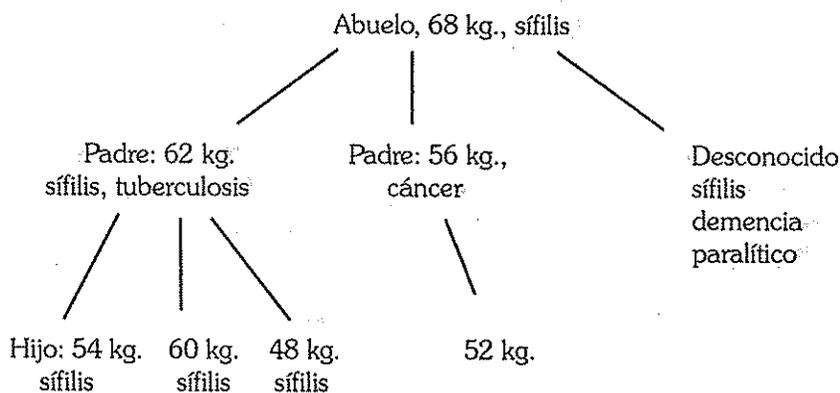 Abuelo, 68 kg., sífilis
Padre: 62 kg.
sífilis, tuberculosis
Padre: 56 kg.,
cáncer
Desconocido
sífilis
demencia
paralítico
Hijo: 54 kg.
sífilis
60 kg.
sífilis
48 kg.
sífilis
52 kg.